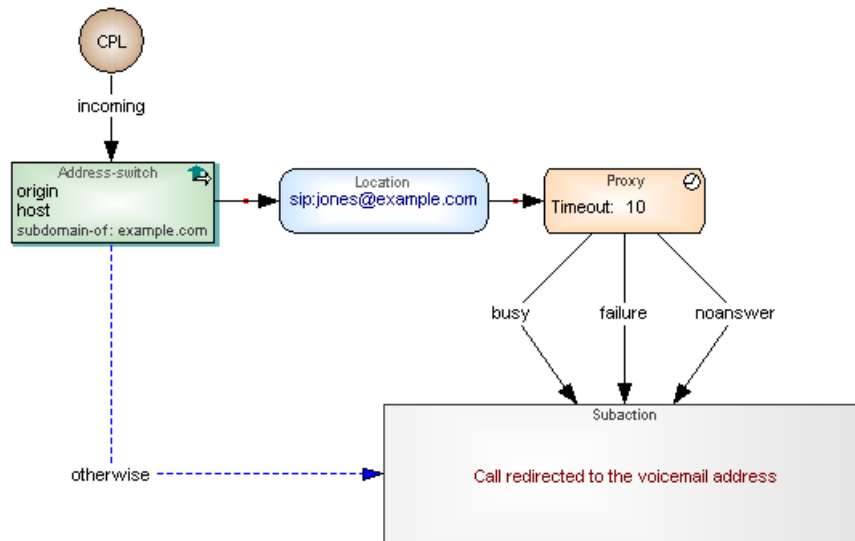 CPL
incoming
Address-switch
origin
host
subdomain-of: example.com
Location
sip:jones@example.com
Proxy
Timeout: 10
busy
failure
noanswer
Subaction
otherwise
Call redirected to the voicemail address